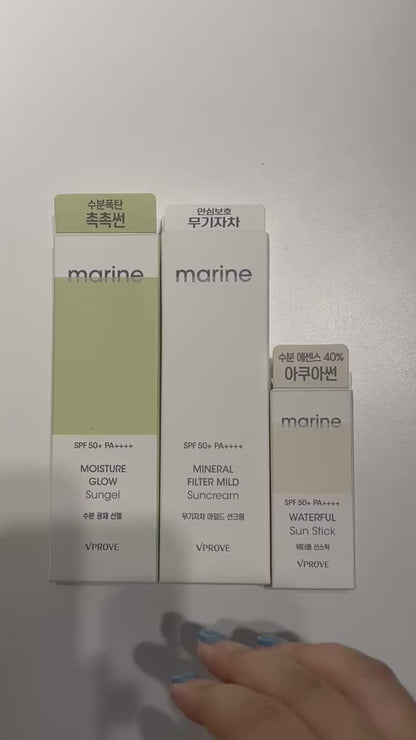 수분폭탄
촉촉썬
marine
SPF 50+ PA++++
MOISTURE
GLOW
Sungel
수분 광채 선젤
VPROVE
안심보호
무기자차
marine
SPF 50+ PA++++
MINERAL
FILTER MILD
Suncream
무기자차 마일드 선크림
VPROVE
수분 에센스 40%
아쿠아썬
marine
SPF 50+ PA++++
WATERFUL
Sun Stick
워터풀 선스틱
VPROVE